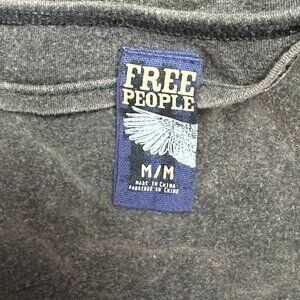 FREE
PEOPLE
M/M
MADE IN CHINA
FABRIQUÉ EN CHINE